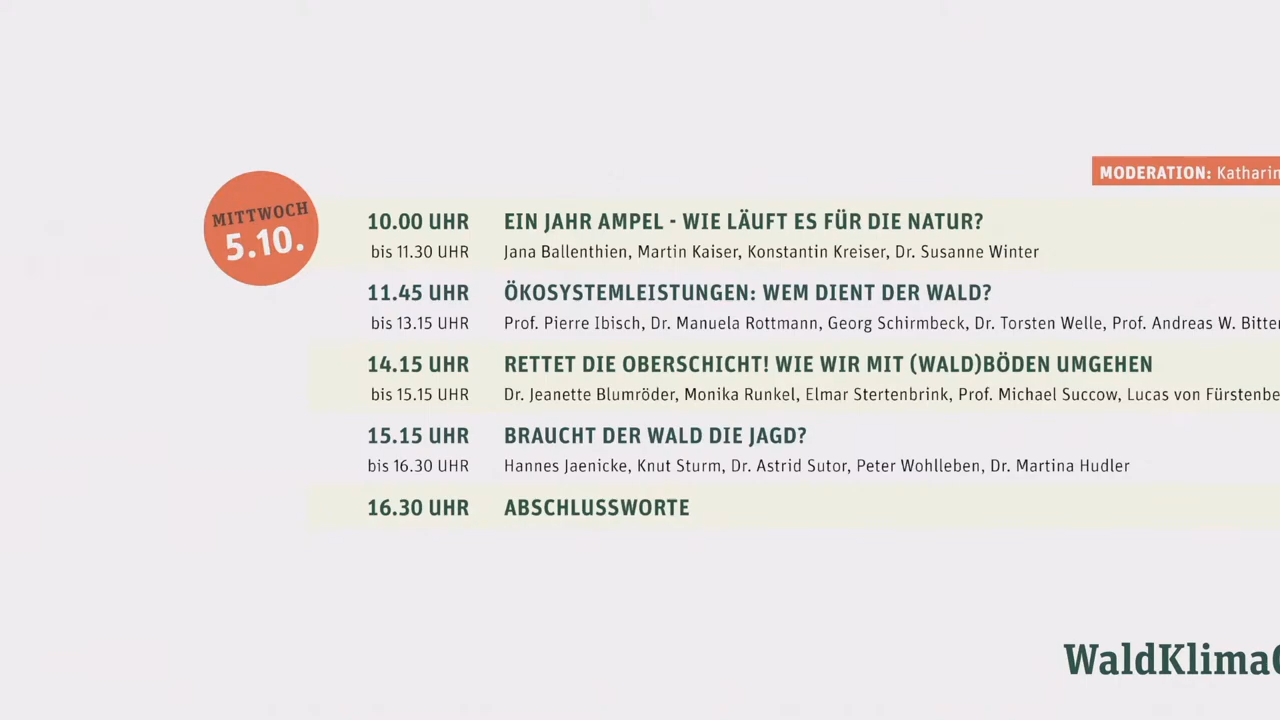 MODERATION:
MITTWOCH
5.10.
10.00 UHR EIN JAHR AMPEL - WIE LÄUFT ES FÜR DIE NATUR?
bis 11.30 UHR Jana Ballenthien, Martin Kaiser, Konstantin Kreiser, Dr. Susanne Winter
11.45 UHR ÖKOSYSTEMLEISTUNGEN: WEM DIENT DER WALD?
bis 13.15 UHR Prof. Pierre Ibisch, Dr. Manuela Rottmann, Georg Schirmbeck, Dr. Torsten Welle, Prof. Andreas W.
14.15 UHR RETTET DIE OBERSCHICHT! WIE WIR MIT (WALD)BÖDEN UMGEHEN
bis 15.15 UHR Dr. Jeanette Blumröder, Monika Runkel, Elmar Stertenbrink, Prof. Michael Succow, Lucas von
15.15 UHR BRAUCHT DER WALD DIE JAGD?
bis 16.30 UHR Hannes Jaenicke, Knut Sturm, Dr. Astrid Sutor, Peter Wohlleben, Dr. Martina Hudler
16.30 UHR ABSCHLUSSWORTE